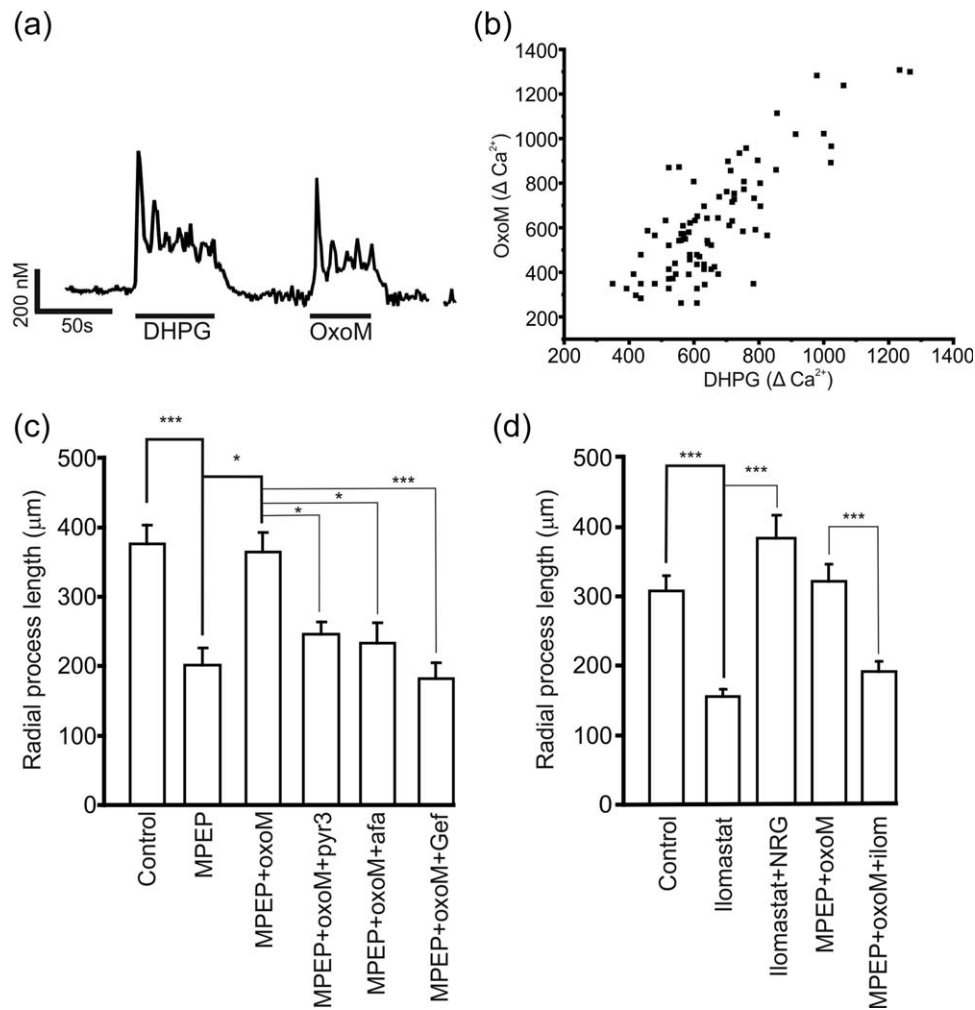 (a)
200 nM
50s
DHPG
OxoM
(b)
1400
1200
1000
800
600
400
200
OxoM (Δ Ca²⁺)
200
400
600
800
1000
1200
1400
DHPG (Δ Ca²⁺)
(c)
***
*
***
*
*
500
400
300
200
100
0
Radial process length (μm)
Control
MPEP
MPEP+oxoM
MPEP+oxoM+pyr3
MPEP+oxoM+afa
MPEP+oxoM+Gef
(d)
***
***
***
500
400
300
200
100
0
Radial process length (μm)
Control
Ilomastat
Ilomastat+NRG
MPEP+oxoM
MPEP+oxoM+ilom